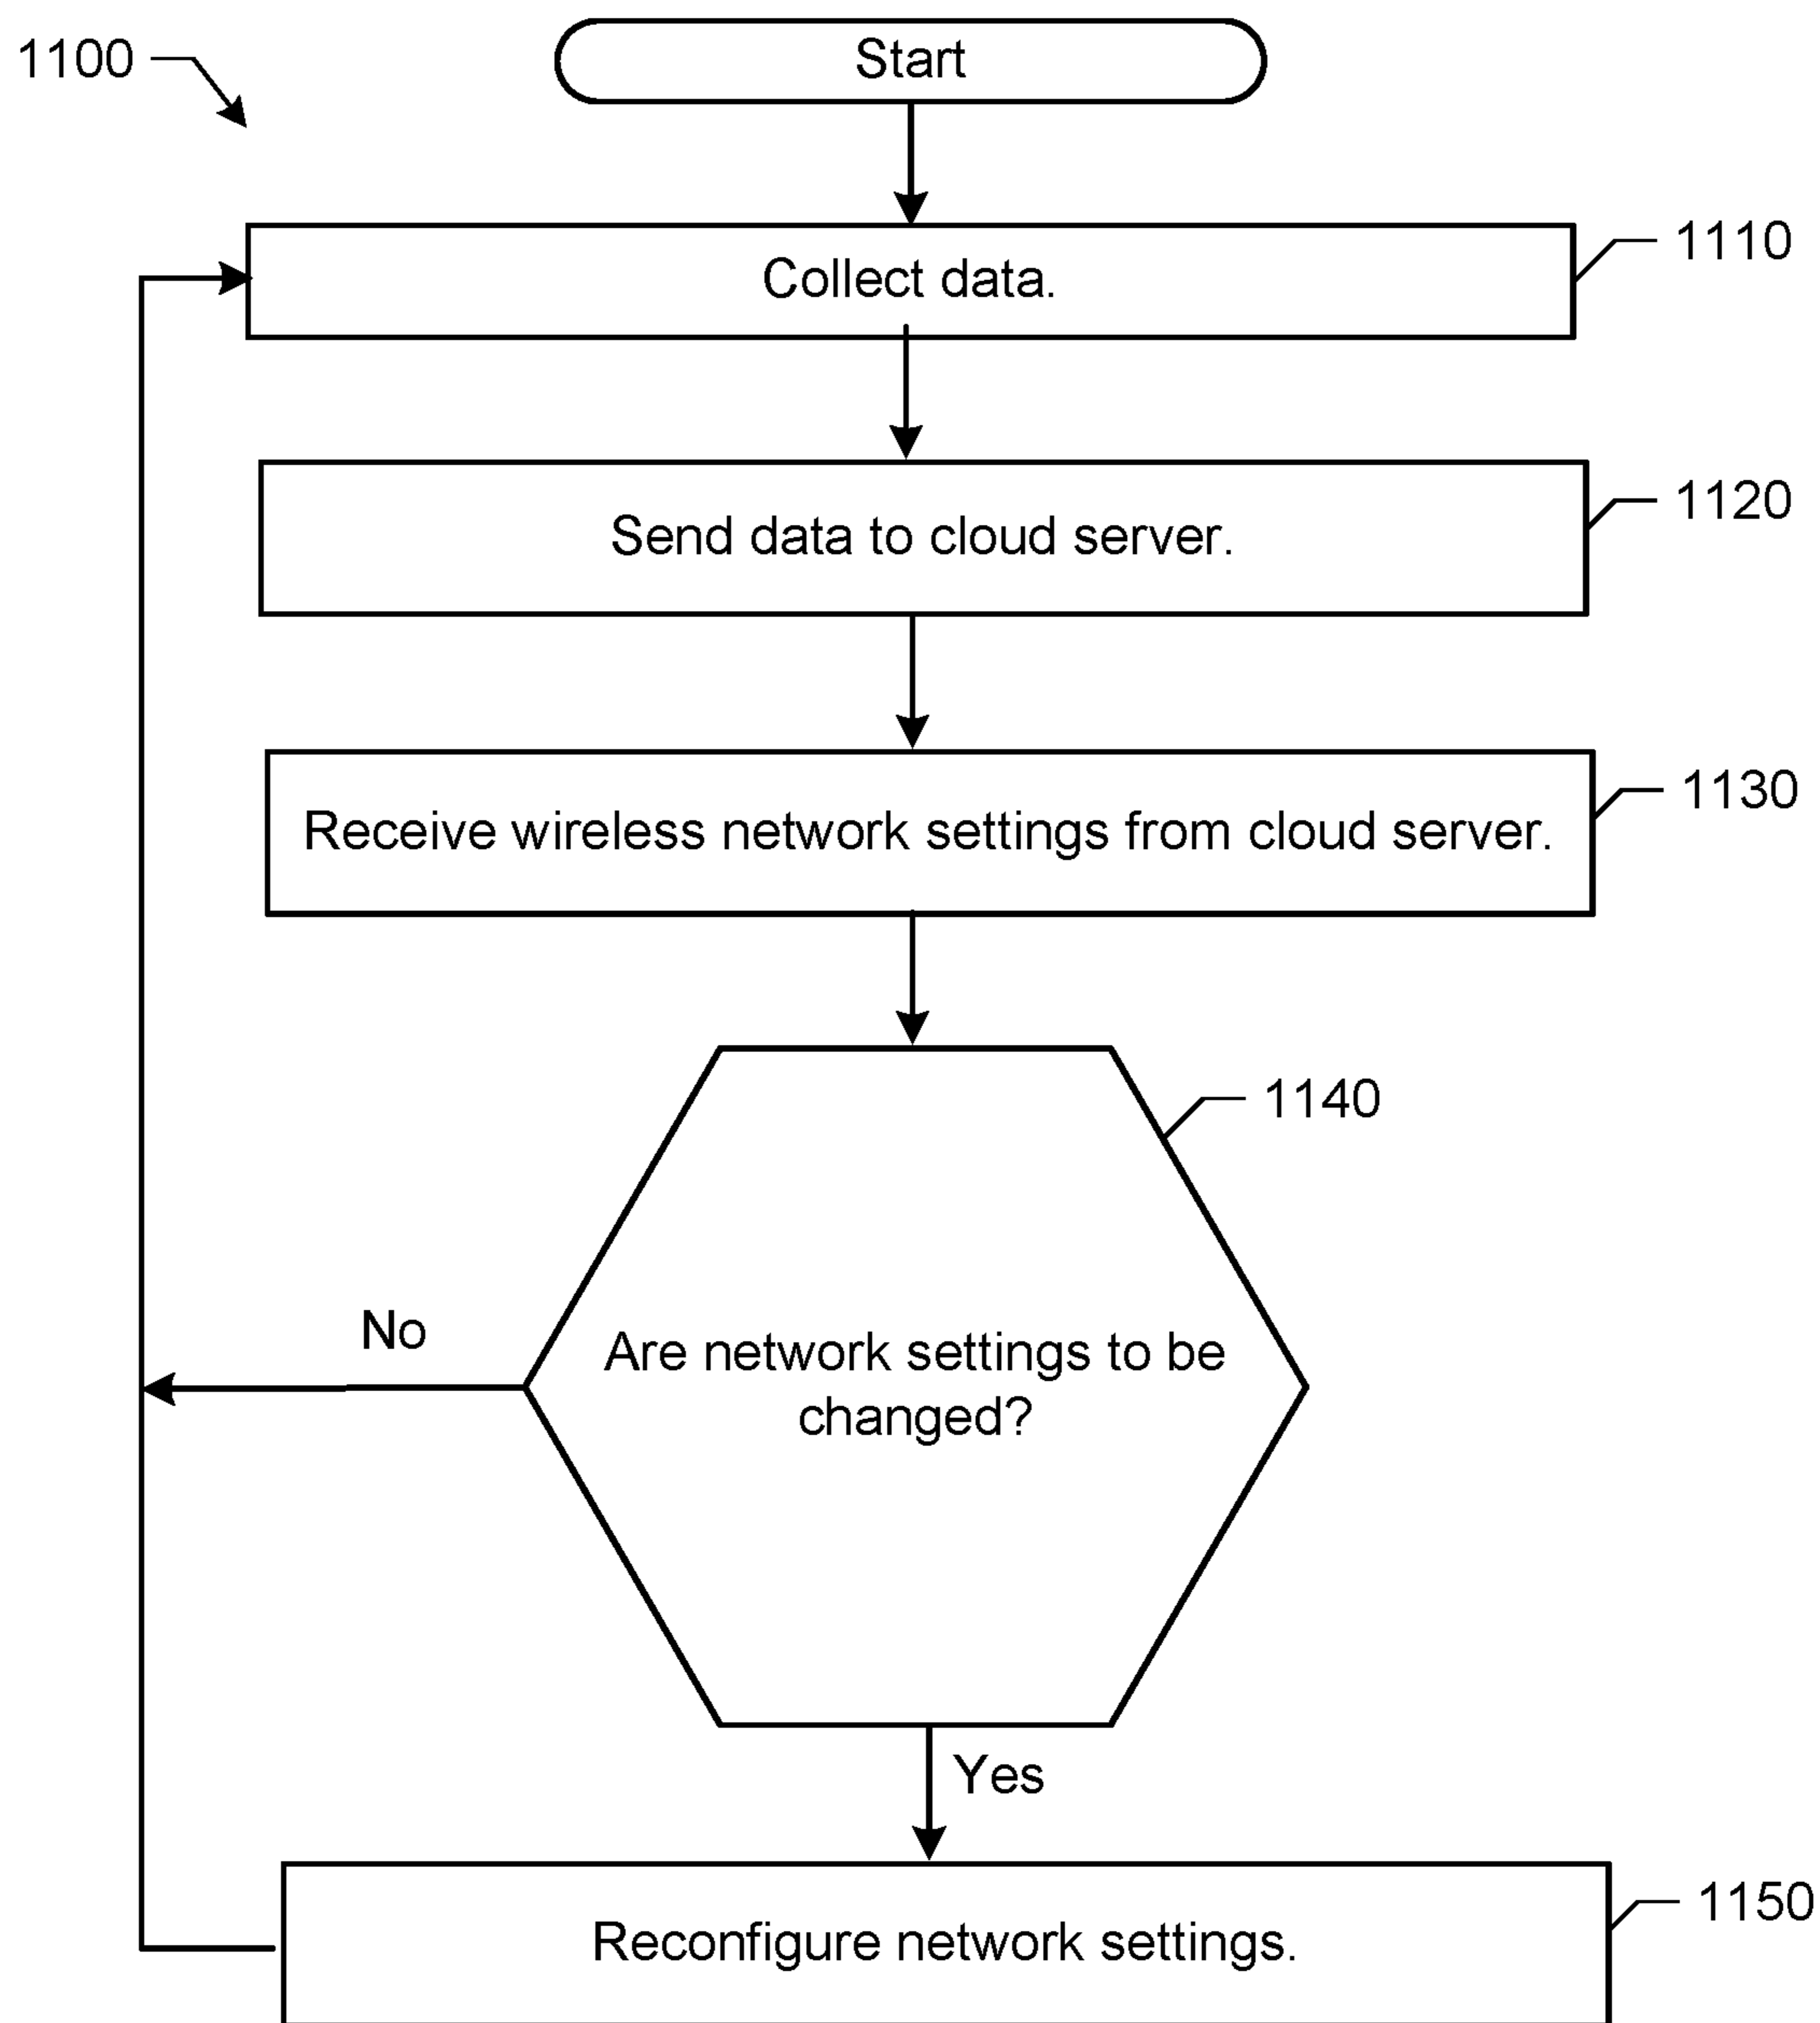 1100
Start
Collect data.
1110
Send data to cloud server.
1120
Receive wireless network settings from cloud server.
1130
1140
Are network settings to be
changed?
No
Yes
Reconfigure network settings.
1150